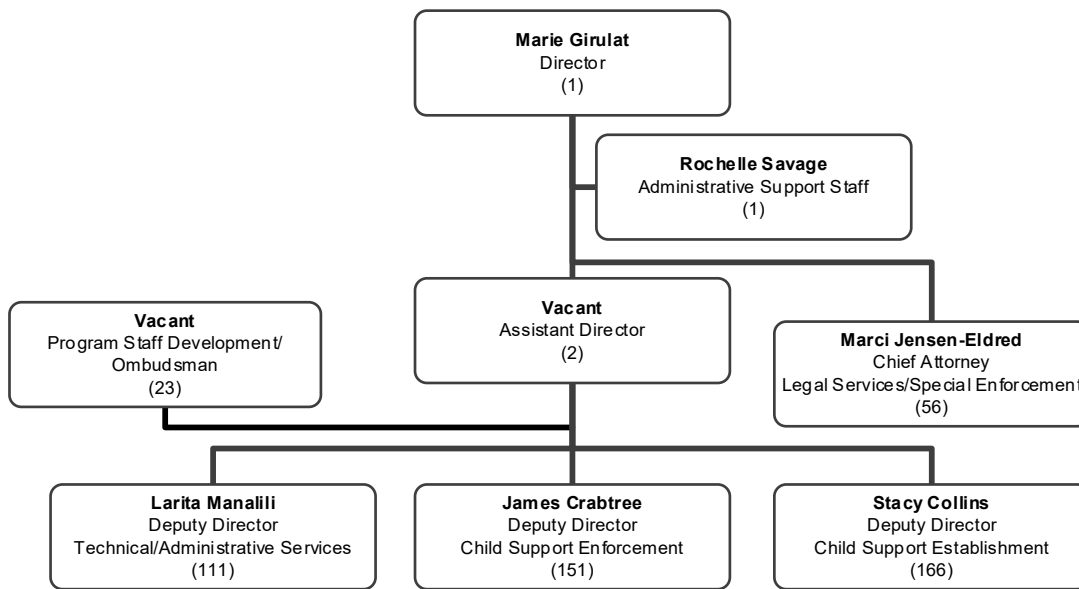 Marie Girulat
Director
(1)
Rochelle Savage
Administrative Support Staff
(1)
Vacant
Program Staff Development/
Ombudsman
(23)
Vacant
Assistant Director
(2)
Marci Jensen-Eldred
Chief Attorney
Legal Services/Special Enforcement
(56)
Larita Manalili
Deputy Director
Technical/Administrative Services
(111)
James Crabtree
Deputy Director
Child Support Enforcement
(151)
Stacy Collins
Deputy Director
Child Support Establishment
(166)